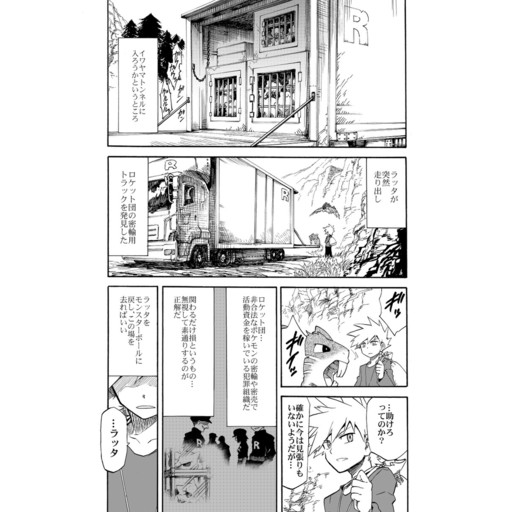 イワヤマトンネルに
入ろうかというところ
R
ラッタが
突然
走り出し
ロケット団の密輸用
トラックを発見した
R
R
ギャッ
ギャッ
…助けろ
ってのか?
確かに今は見張りも
いないようだが…
ロケット団…
非合法なポケモンの密輸や密売で
活動資金を稼いでいる犯罪組織だ
関わるだけ損というもの…
無視して素通りするのが
正解だ
R
R
ラッタを
モンスターボールに
戻し、この場を
去ればいい
…ラッタ